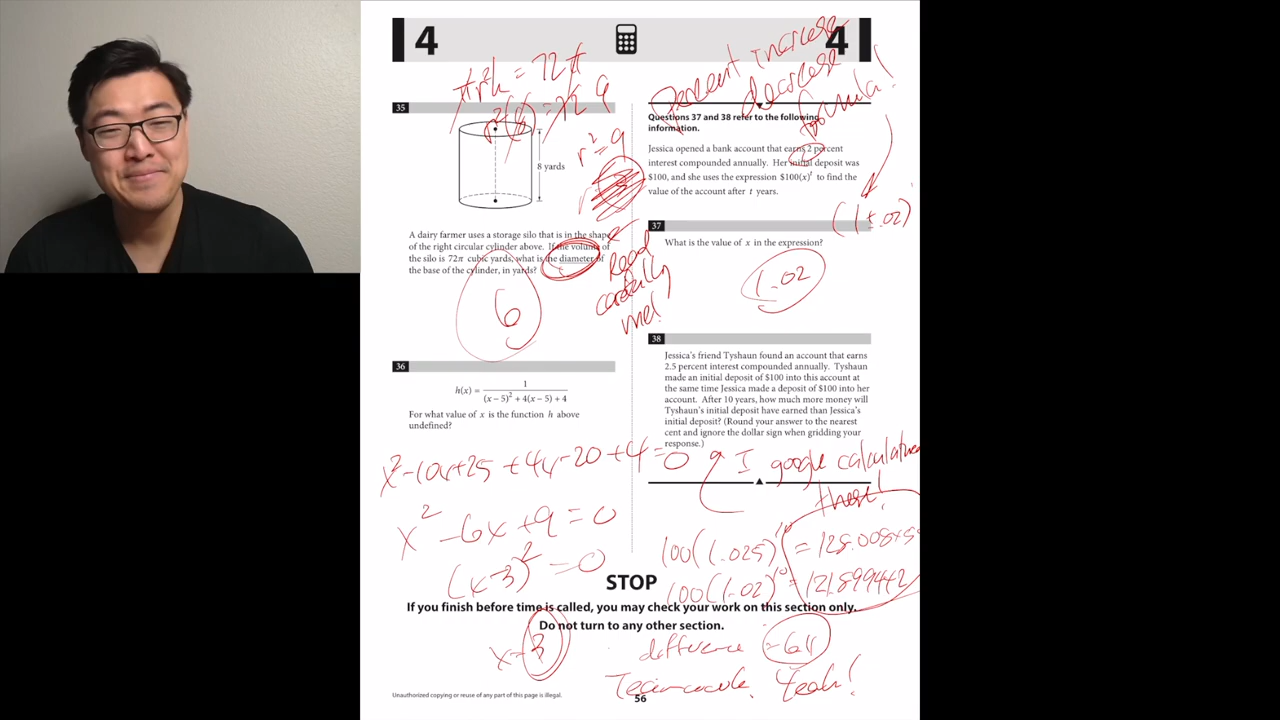 4
4
πr²h = 72π
r²(8) = 72 9
r² = 9
Percent increase
decrease
formula!
(1+.02)
35
8 yards
A dairy farmer uses a storage silo that is in the shape
of the right circular cylinder above. If the volume of
the silo is 72π cubic yards, what is the diameter of
the base of the cylinder, in yards?
Read
carefully
me!
6
36
h(x) = 1 / (x − 5)² + 4(x − 5) + 4
For what value of x is the function h above
undefined?
x² − 10x + 25 + 4x − 20 + 4 = 0
x² − 6x + 9 = 0
(x − 3)² = 0
x = 3
Questions 37 and 38 refer to the following
information.
Jessica opened a bank account that earns 2 percent
interest compounded annually. Her initial deposit was
$100, and she uses the expression $100(x)ᵗ to find the
value of the account after t years.
37
What is the value of x in the expression?
1.02
38
Jessica's friend Tyshaun found an account that earns
2.5 percent interest compounded annually. Tyshaun
made an initial deposit of $100 into this account at
the same time Jessica made a deposit of $100 into her
account. After 10 years, how much more money will
Tyshaun's initial deposit have earned than Jessica's
initial deposit? (Round your answer to the nearest
cent and ignore the dollar sign when gridding your
response.)
I google calculature
these!
100(1.025)¹⁰ = 128.00845
100(1.02)¹⁰ = 121.899442
difference = 6.11
Yeah!
STOP
If you finish before time is called, you may check your work on this section only.
Do not turn to any other section.
Unauthorized copying or reuse of any part of this page is illegal.
56